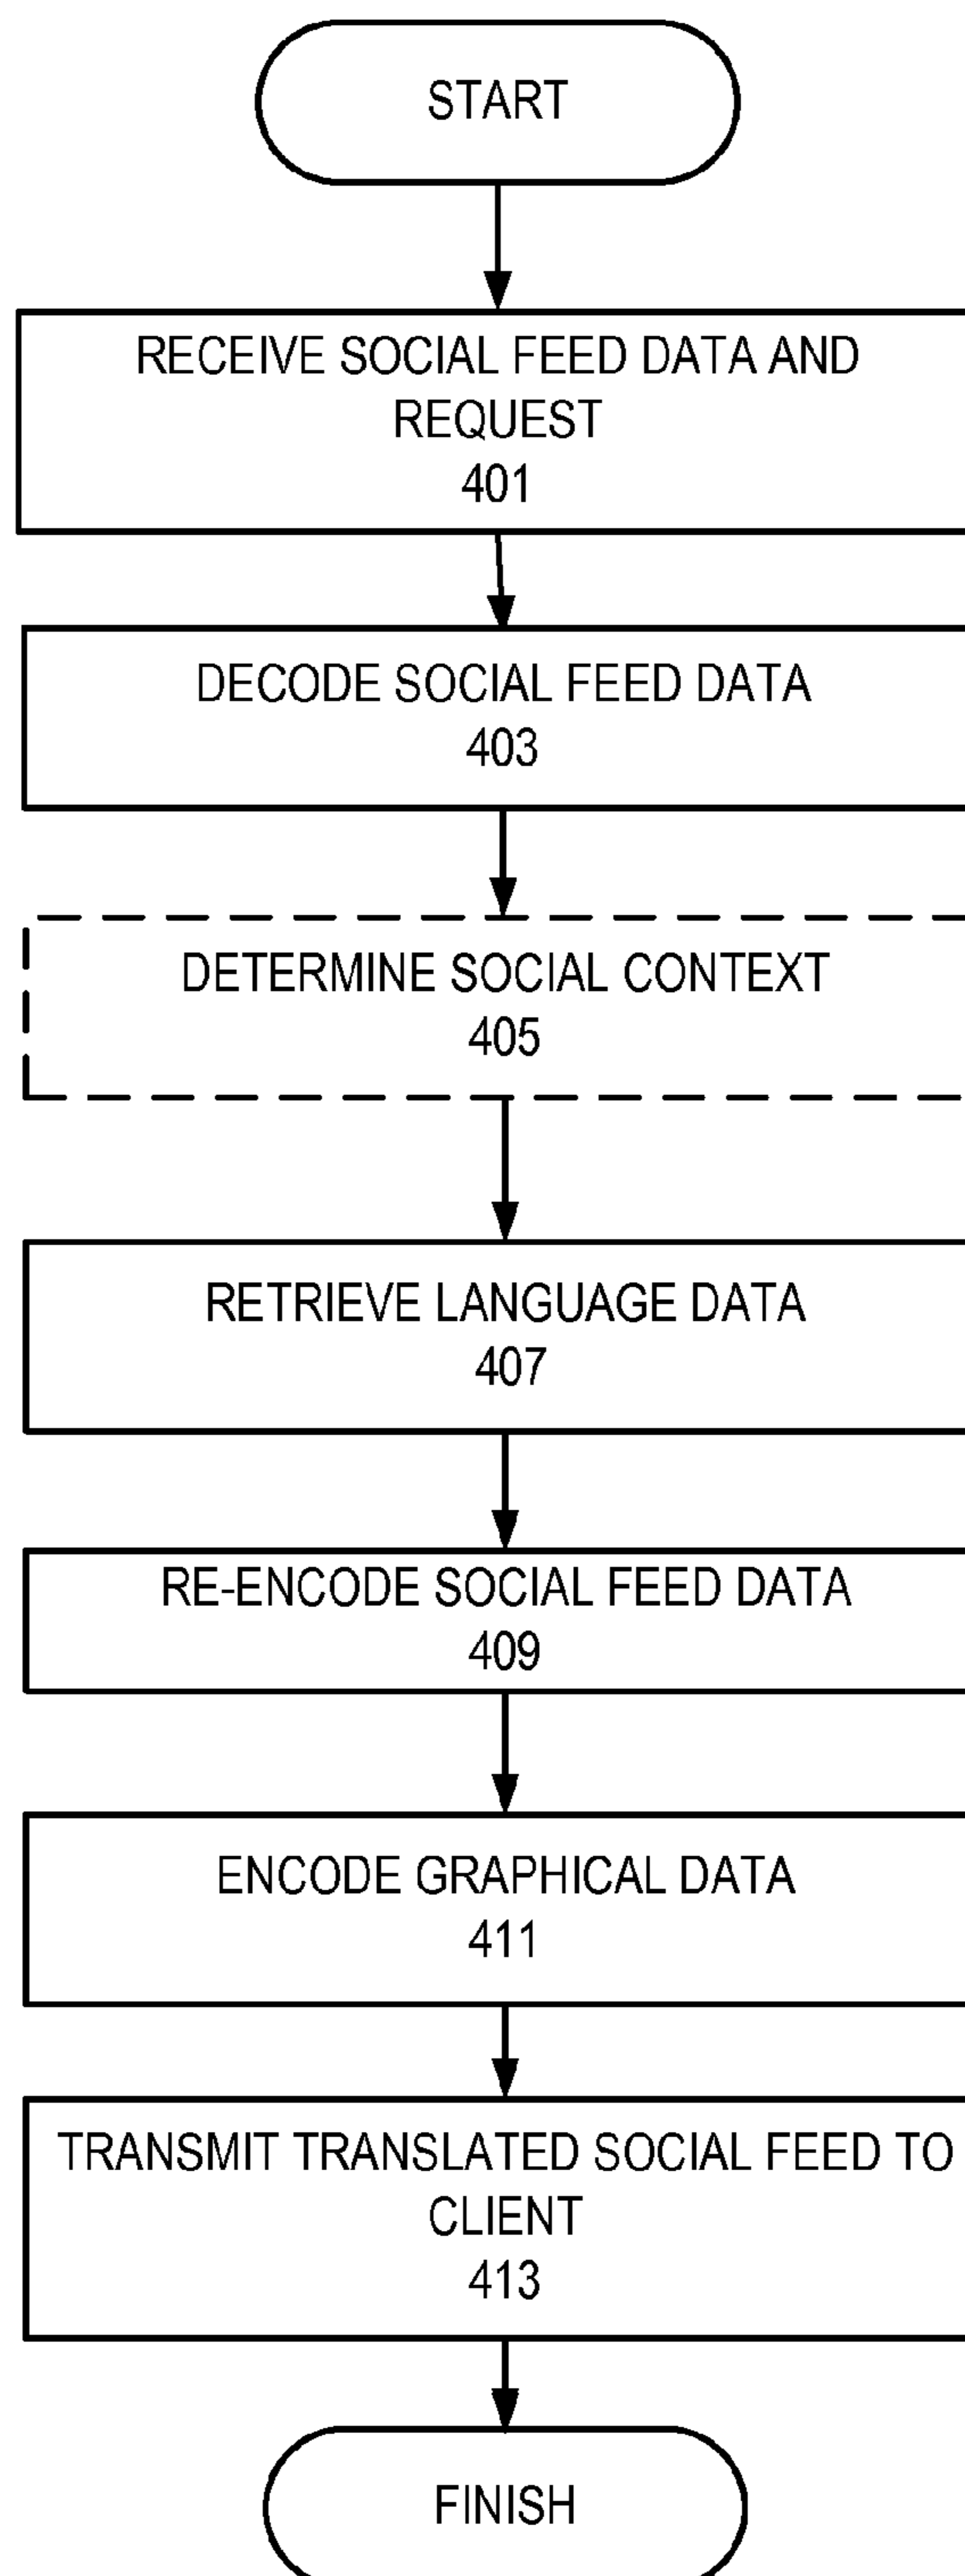 START
RECEIVE SOCIAL FEED DATA AND
REQUEST
401
DECODE SOCIAL FEED DATA
403
DETERMINE SOCIAL CONTEXT
405
RETRIEVE LANGUAGE DATA
407
RE-ENCODE SOCIAL FEED DATA
409
ENCODE GRAPHICAL DATA
411
TRANSMIT TRANSLATED SOCIAL FEED TO
CLIENT
413
FINISH